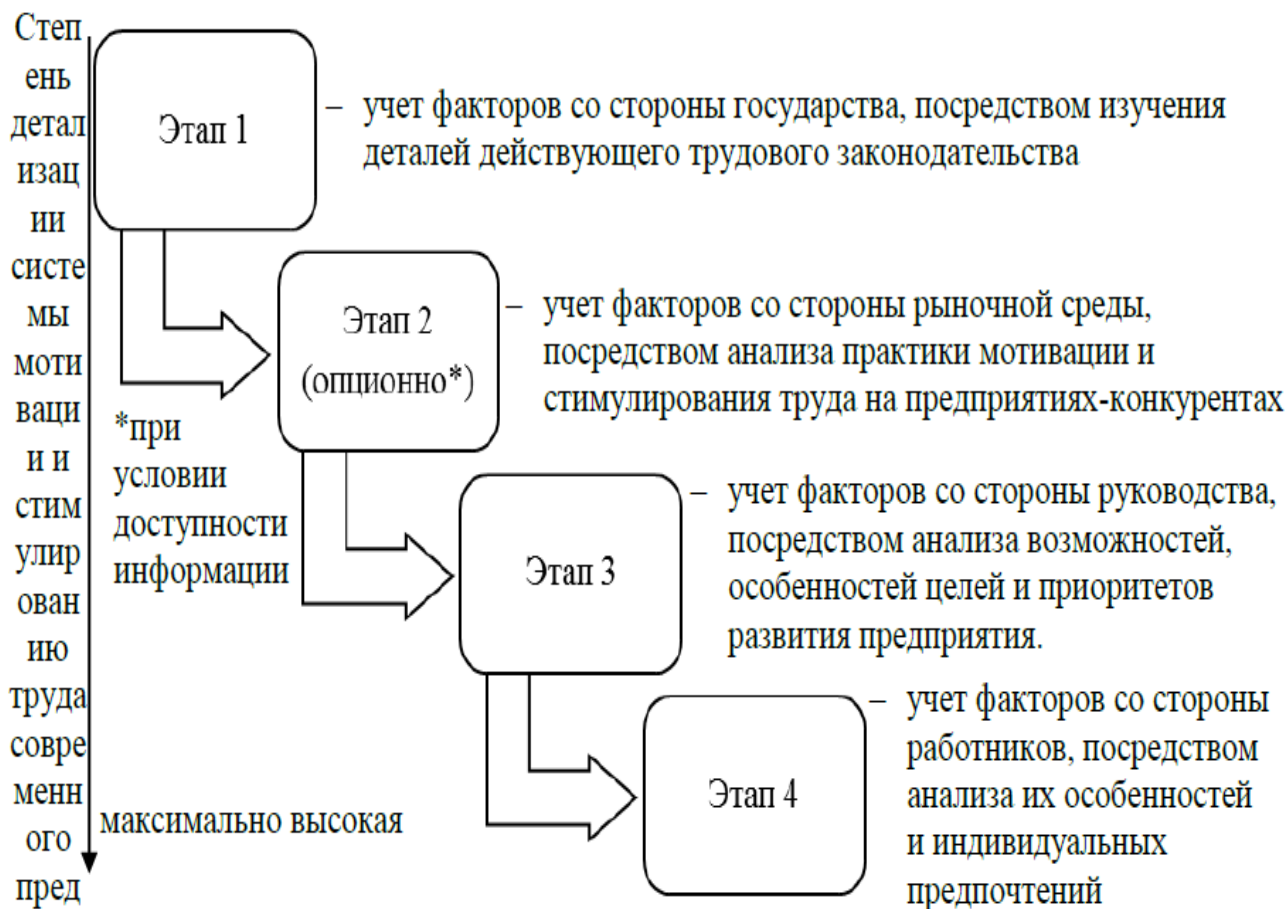 Степ
ень
детал
изац
ии
систе
мы
моти
ваци
и и
стим
улир
ован
ию
труда
совре
менн
ого
пред
Этап 1
– учет факторов со стороны государства, посредством изучения
деталей действующего трудового законодательства
Этап 2
(опционно*)
– учет факторов со стороны рыночной среды,
посредством анализа практики мотивации и
стимулирования труда на предприятиях-конкурентах
*при
условии
доступности
информации
Этап 3
– учет факторов со стороны руководства,
посредством анализа возможностей,
особенностей целей и приоритетов
развития предприятия.
Этап 4
– учет факторов со стороны
работников, посредством
анализа их особенностей
и индивидуальных
предпочтений
максимально высокая